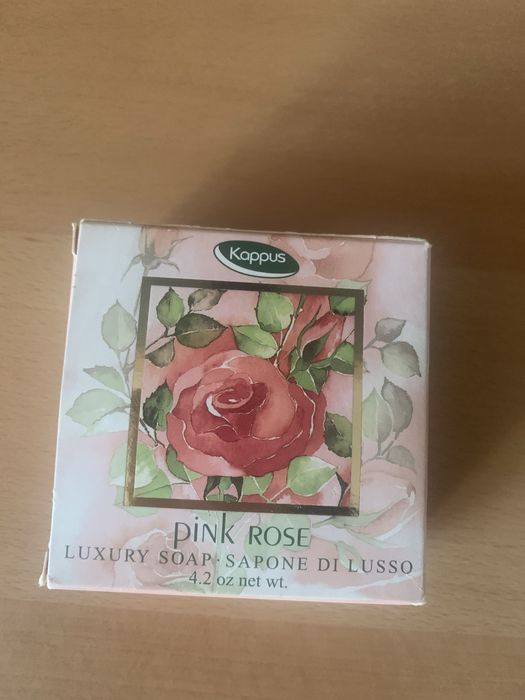 Kappus
pink ROSE
LUXURY SOAP · SAPONE DI LUSSO
4.2 oz net wt.